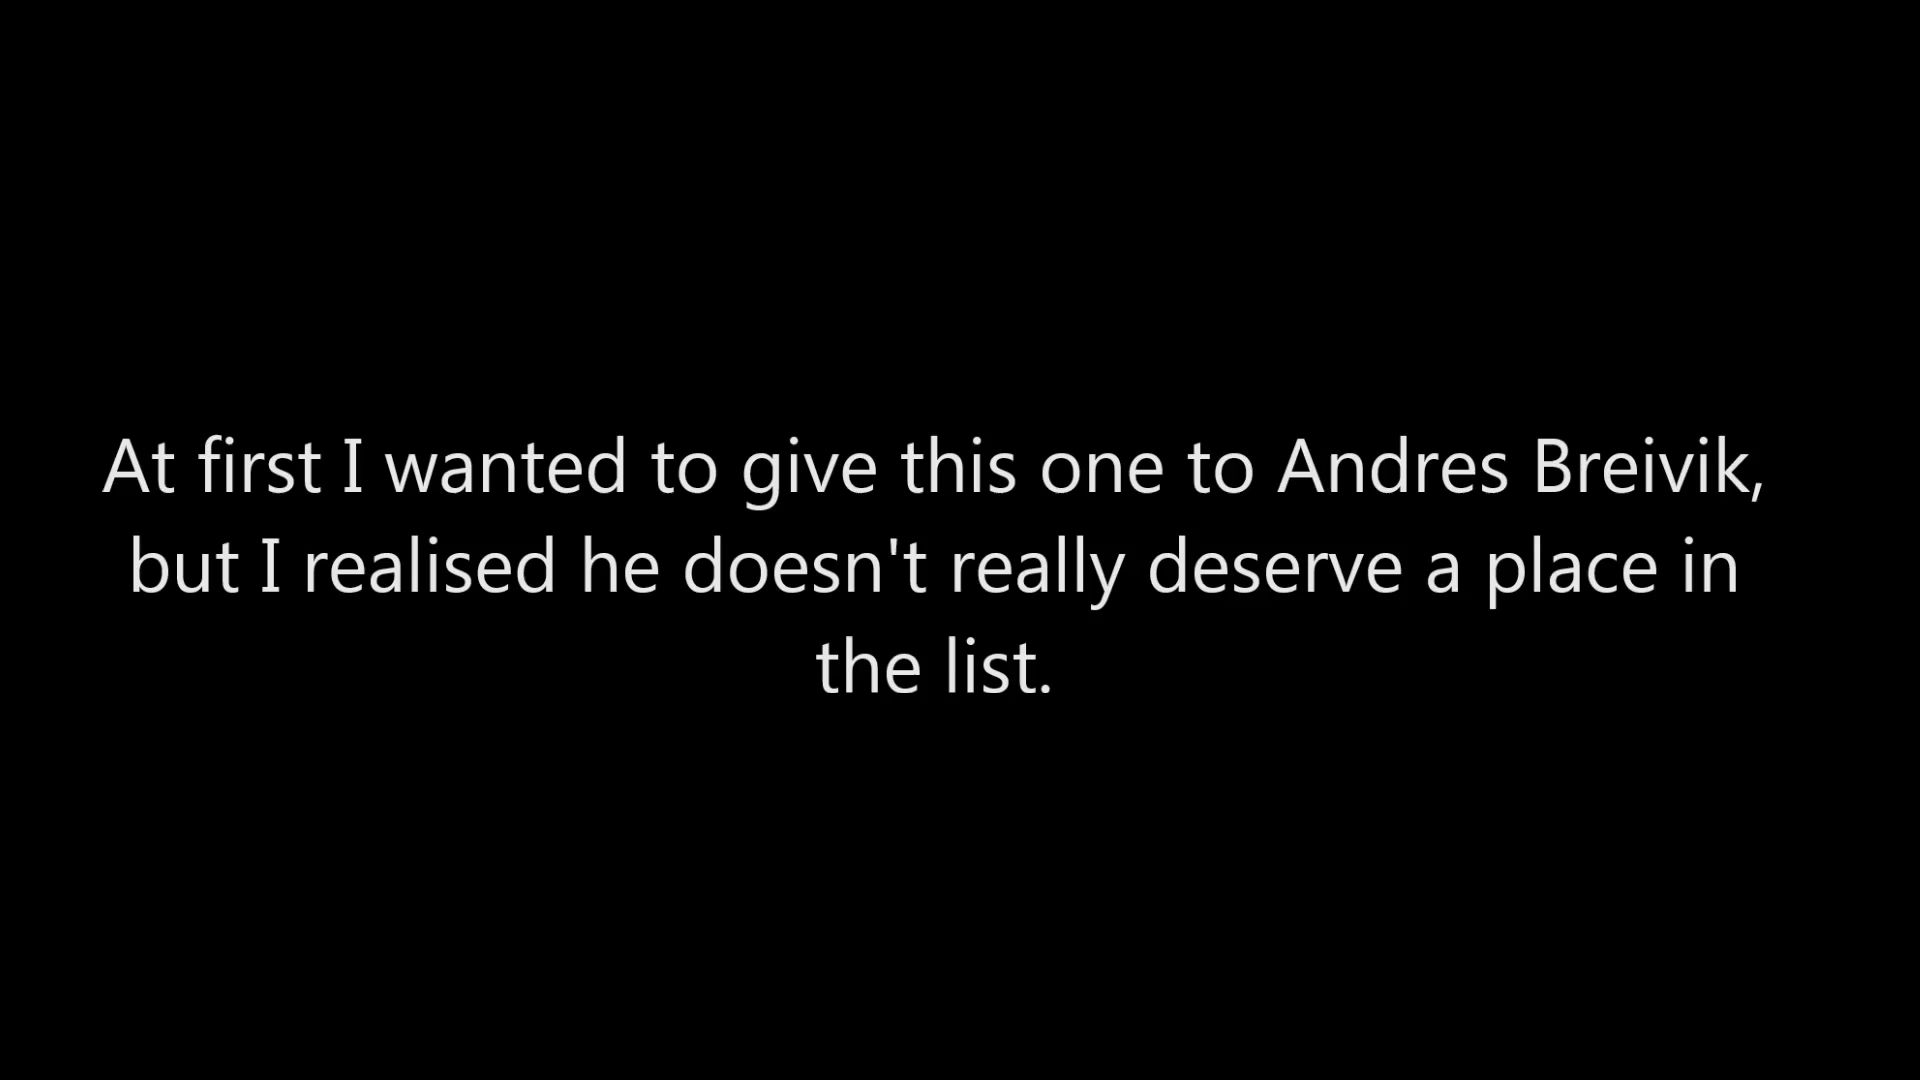 At first I wanted to give this one to Andres Breivik,
but I realised he doesn't really deserve a place in
the list.